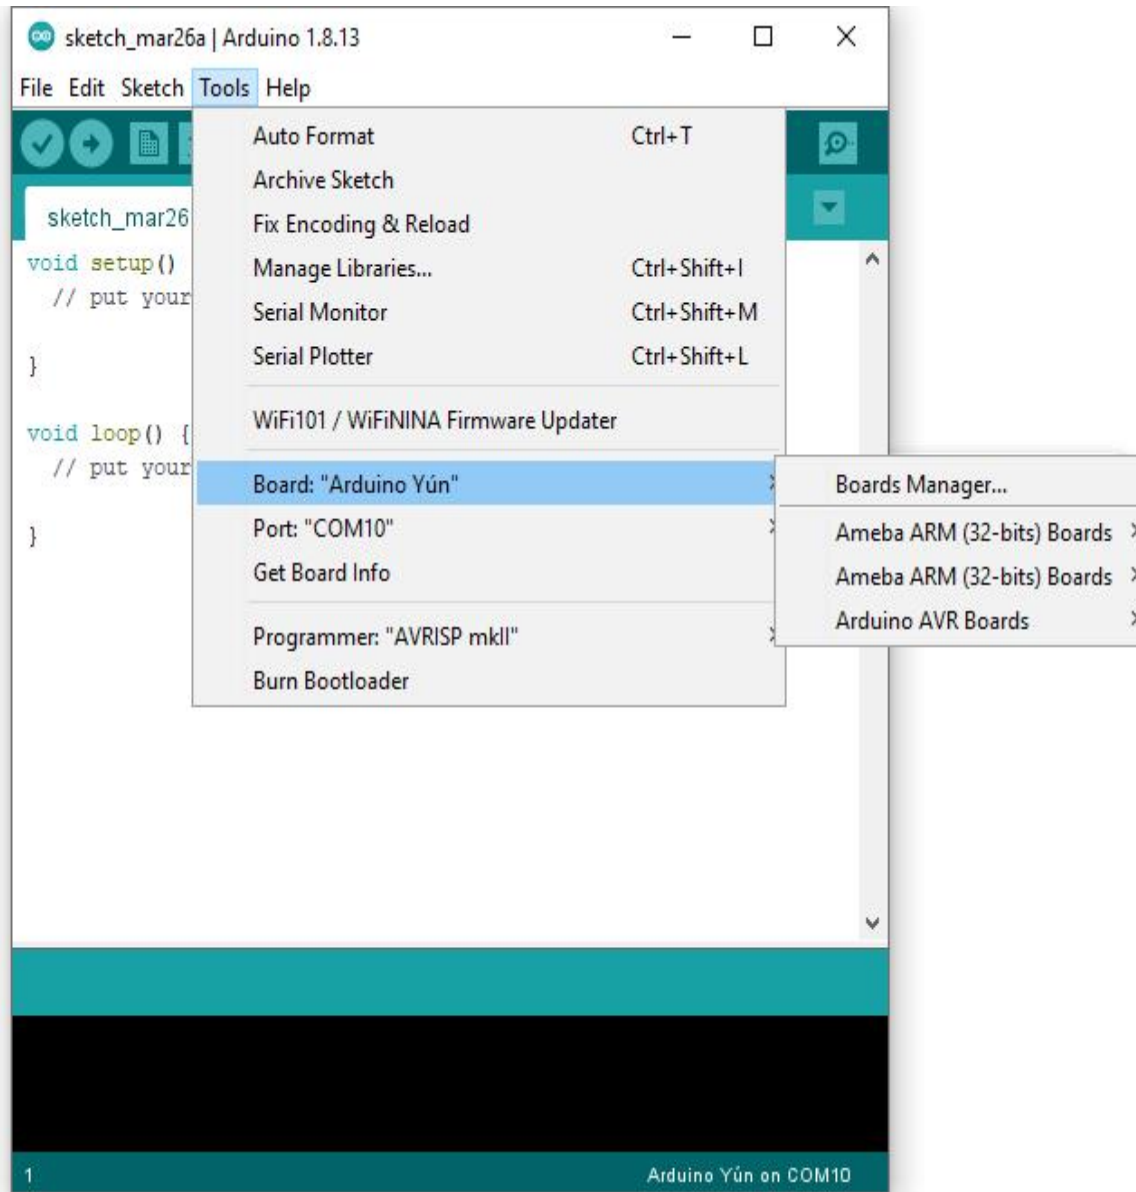 sketch_mar26a | Arduino 1.8.13
File Edit Sketch Tools Help
Auto Format Ctrl+T
Archive Sketch
sketch_mar26
Fix Encoding & Reload
void setup()
Manage Libraries... Ctrl+Shift+I
// put your
Serial Monitor Ctrl+Shift+M
Serial Plotter Ctrl+Shift+L
}
WiFi101 / WiFiNINA Firmware Updater
void loop() {
// put your
Board: "Arduino Yún"
Boards Manager...
Port: "COM10"
Ameba ARM (32-bits) Boards
}
Get Board Info
Ameba ARM (32-bits) Boards
Arduino AVR Boards
Programmer: "AVRISP mkII"
Burn Bootloader
1 Arduino Yún on COM10